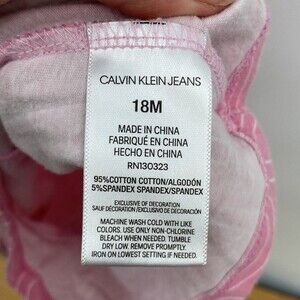 CALVIN KLEIN JEANS
18M
MADE IN CHINA
FABRIQUÉ EN CHINA
HECHO EN CHINA
RN130323
95%COTTON COTTON/ALGODÓN
5%SPANDEX SPANDEX/SPANDEX
EXCLUSIVE OF DECORATION
SAUF DÉCORATION /EXCLUSIVO DE DECORACIÓN
MACHINE WASH COLD WITH LIKE
COLORS. USE ONLY NON-CHLORINE
BLEACH WHEN NEEDED. TUMBLE
DRY LOW. REMOVE PROMPTLY.
IRON ON LOWEST SETTING IF NEEDED.